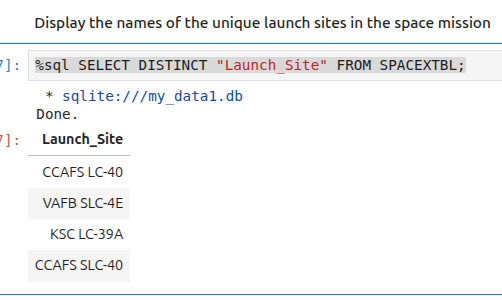 Display the names of the unique launch sites in the space mission
7]: %sql SELECT DISTINCT "Launch_Site" FROM SPACEXTBL;
* sqlite:///my_data1.db
Done.
7]: Launch_Site
CCAFS LC-40
VAFB SLC-4E
KSC LC-39A
CCAFS SLC-40